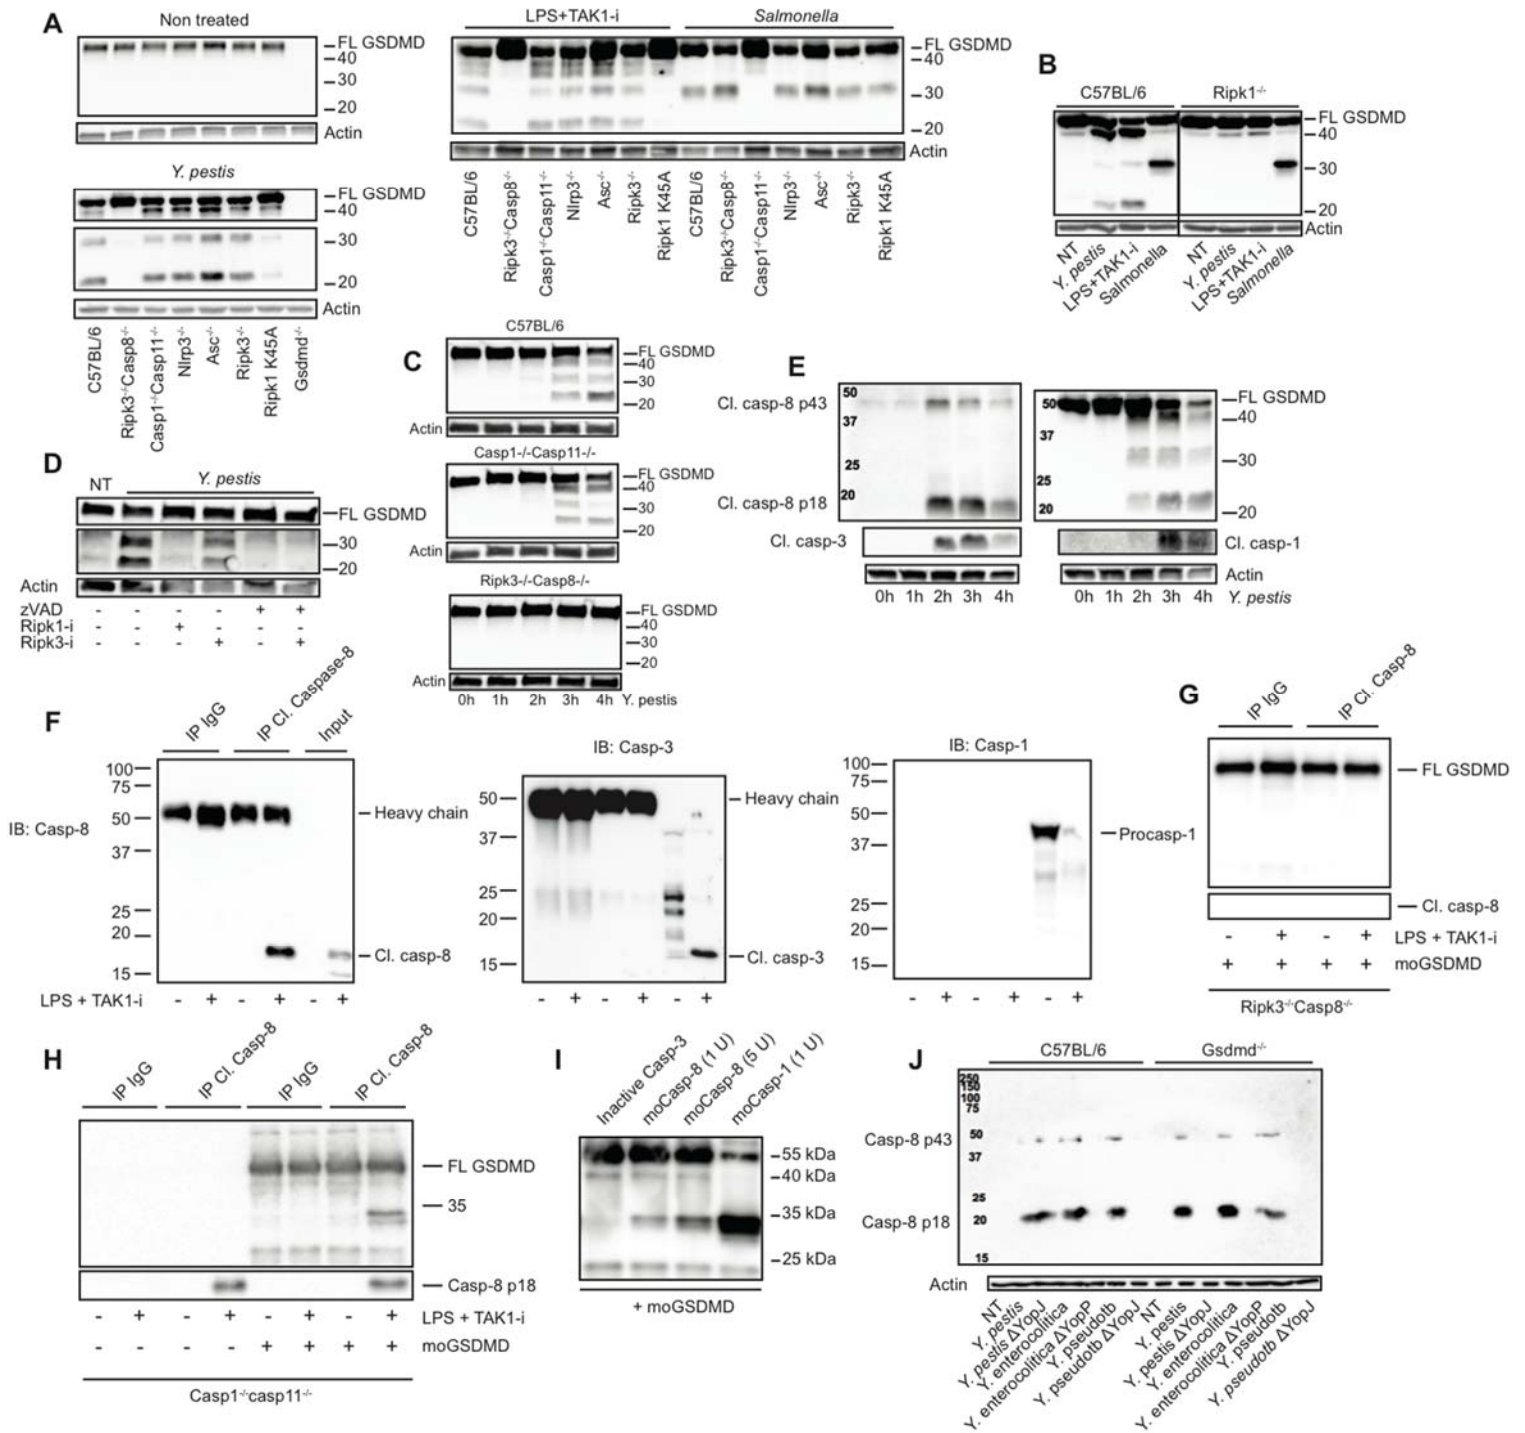 A
Non treated
FL GSDMD
40
30
20
Actin
Y. pestis
FL GSDMD
40
30
20
Actin
C57BL/6
Ripk3-/-Casp8-/-
Casp1-/-Casp11-/-
Nlrp3-/-
Asc-/-
Ripk3-/-
Ripk1 K45A
Gsdmd-/-
LPS+TAK1-i
Salmonella
FL GSDMD
40
30
20
Actin
C57BL/6
Ripk3-/-Casp8-/-
Casp1-/-Casp11-/-
Nlrp3-/-
Asc-/-
Ripk3-/-
Ripk1 K45A
C57BL/6
Ripk3-/-Casp8-/-
Casp1-/-Casp11-/-
Nlrp3-/-
Asc-/-
Ripk3-/-
Ripk1 K45A
B
C57BL/6
Ripk1-/-
FL GSDMD
40
30
20
Actin
NT
Y. pestis
LPS+TAK1-i
Salmonella
NT
Y. pestis
LPS+TAK1-i
Salmonella
C
C57BL/6
FL GSDMD
40
30
20
Actin
Casp1-/-Casp11-/-
FL GSDMD
40
30
20
Actin
Ripk3-/-Casp8-/-
FL GSDMD
40
30
20
Actin
0h 1h 2h 3h 4h Y. pestis
D
NT
Y. pestis
FL GSDMD
30
20
Actin
zVAD - - - - + +
Ripk1-i - - + - - -
Ripk3-i - - - + - +
E
Cl. casp-8 p43
Cl. casp-8 p18
50
37
25
20
Cl. casp-3
0h 1h 2h 3h 4h
50
37
25
20
FL GSDMD
40
30
20
Cl. casp-1
Actin
0h 1h 2h 3h 4h Y. pestis
F
IP IgG
IP Cl. Caspase-8
Input
IB: Casp-8
100
75
50
37
25
20
15
Heavy chain
Cl. casp-8
LPS + TAK1-i - + - + - +
IB: Casp-3
50
37
25
20
15
Heavy chain
Cl. casp-3
- + - + - +
IB: Casp-1
100
75
50
37
25
20
15
Procasp-1
- + - + - +
G
IP IgG
IP Cl. Casp-8
FL GSDMD
Cl. casp-8
- + - + LPS + TAK1-i
+ + + + moGSDMD
Ripk3-/-Casp8-/-
H
IP IgG
IP Cl. Casp-8
IP IgG
IP Cl. Casp-8
FL GSDMD
35
Casp-8 p18
- + - + - + - + LPS + TAK1-i
- - - - + + + + moGSDMD
Casp1-/-casp11-/-
I
Inactive Casp-3
moCasp-8 (1 U)
moCasp-8 (5 U)
moCasp-1 (1 U)
55 kDa
40 kDa
35 kDa
25 kDa
+ moGSDMD
J
C57BL/6
Gsdmd-/-
250
150
100
75
50
37
25
20
15
Casp-8 p43
Casp-8 p18
Actin
NT
Y. pestis
Y. pestis ΔYopJ
Y. enterocolitica
Y. enterocolitica ΔYopP
Y. pseudotb
Y. pseudotb ΔYopJ
NT
Y. pestis
Y. pestis ΔYopJ
Y. enterocolitica
Y. enterocolitica ΔYopP
Y. pseudotb
Y. pseudotb ΔYopJ